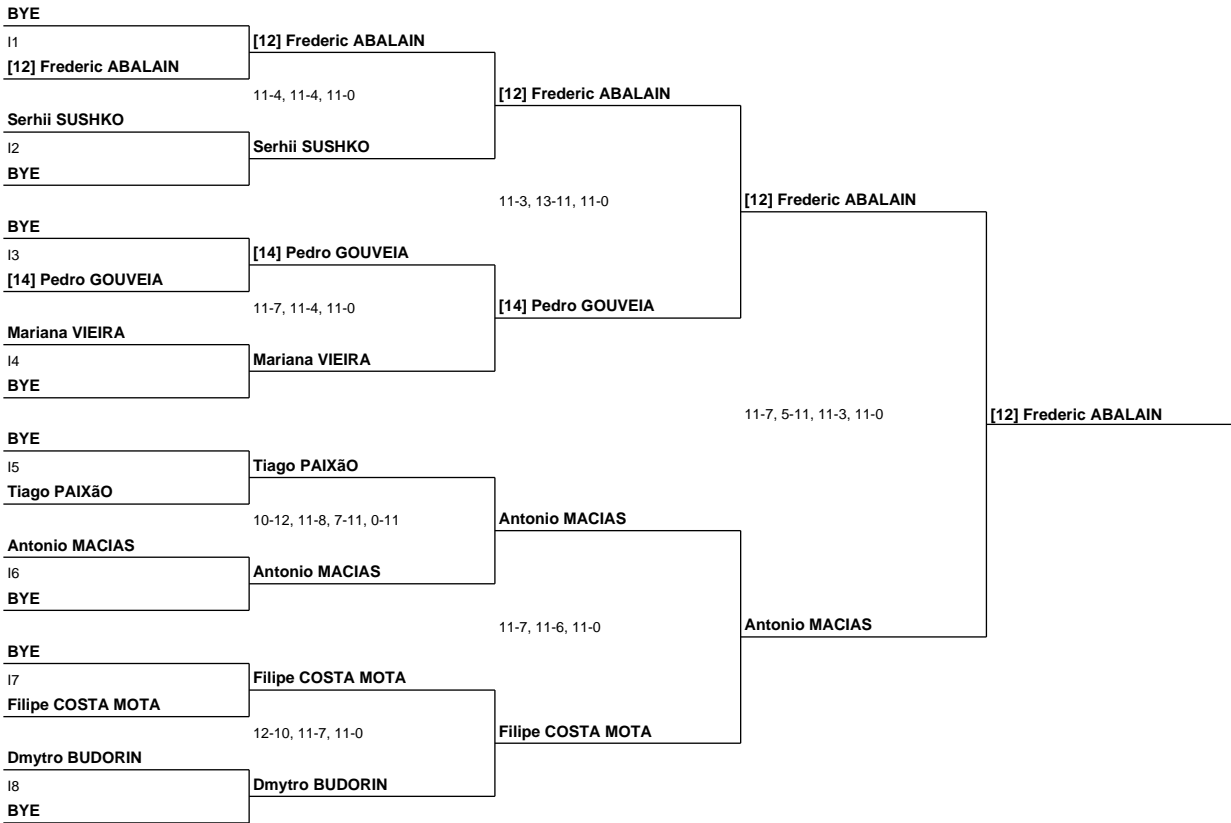 BYE
I1
[12] Frederic ABALAIN
Serhii SUSHKO
I2
BYE
BYE
I3
[14] Pedro GOUVEIA
Mariana VIEIRA
I4
BYE
BYE
I5
Tiago PAIXãO
Antonio MACIAS
I6
BYE
BYE
I7
Filipe COSTA MOTA
Dmytro BUDORIN
I8
BYE
[12] Frederic ABALAIN
11-4, 11-4, 11-0
Serhii SUSHKO
[14] Pedro GOUVEIA
11-7, 11-4, 11-0
Mariana VIEIRA
Tiago PAIXãO
10-12, 11-8, 7-11, 0-11
Antonio MACIAS
Filipe COSTA MOTA
12-10, 11-7, 11-0
Dmytro BUDORIN
[12] Frederic ABALAIN
11-3, 13-11, 11-0
[14] Pedro GOUVEIA
Antonio MACIAS
11-7, 11-6, 11-0
Filipe COSTA MOTA
[12] Frederic ABALAIN
11-7, 5-11, 11-3, 11-0
Antonio MACIAS
[12] Frederic ABALAIN